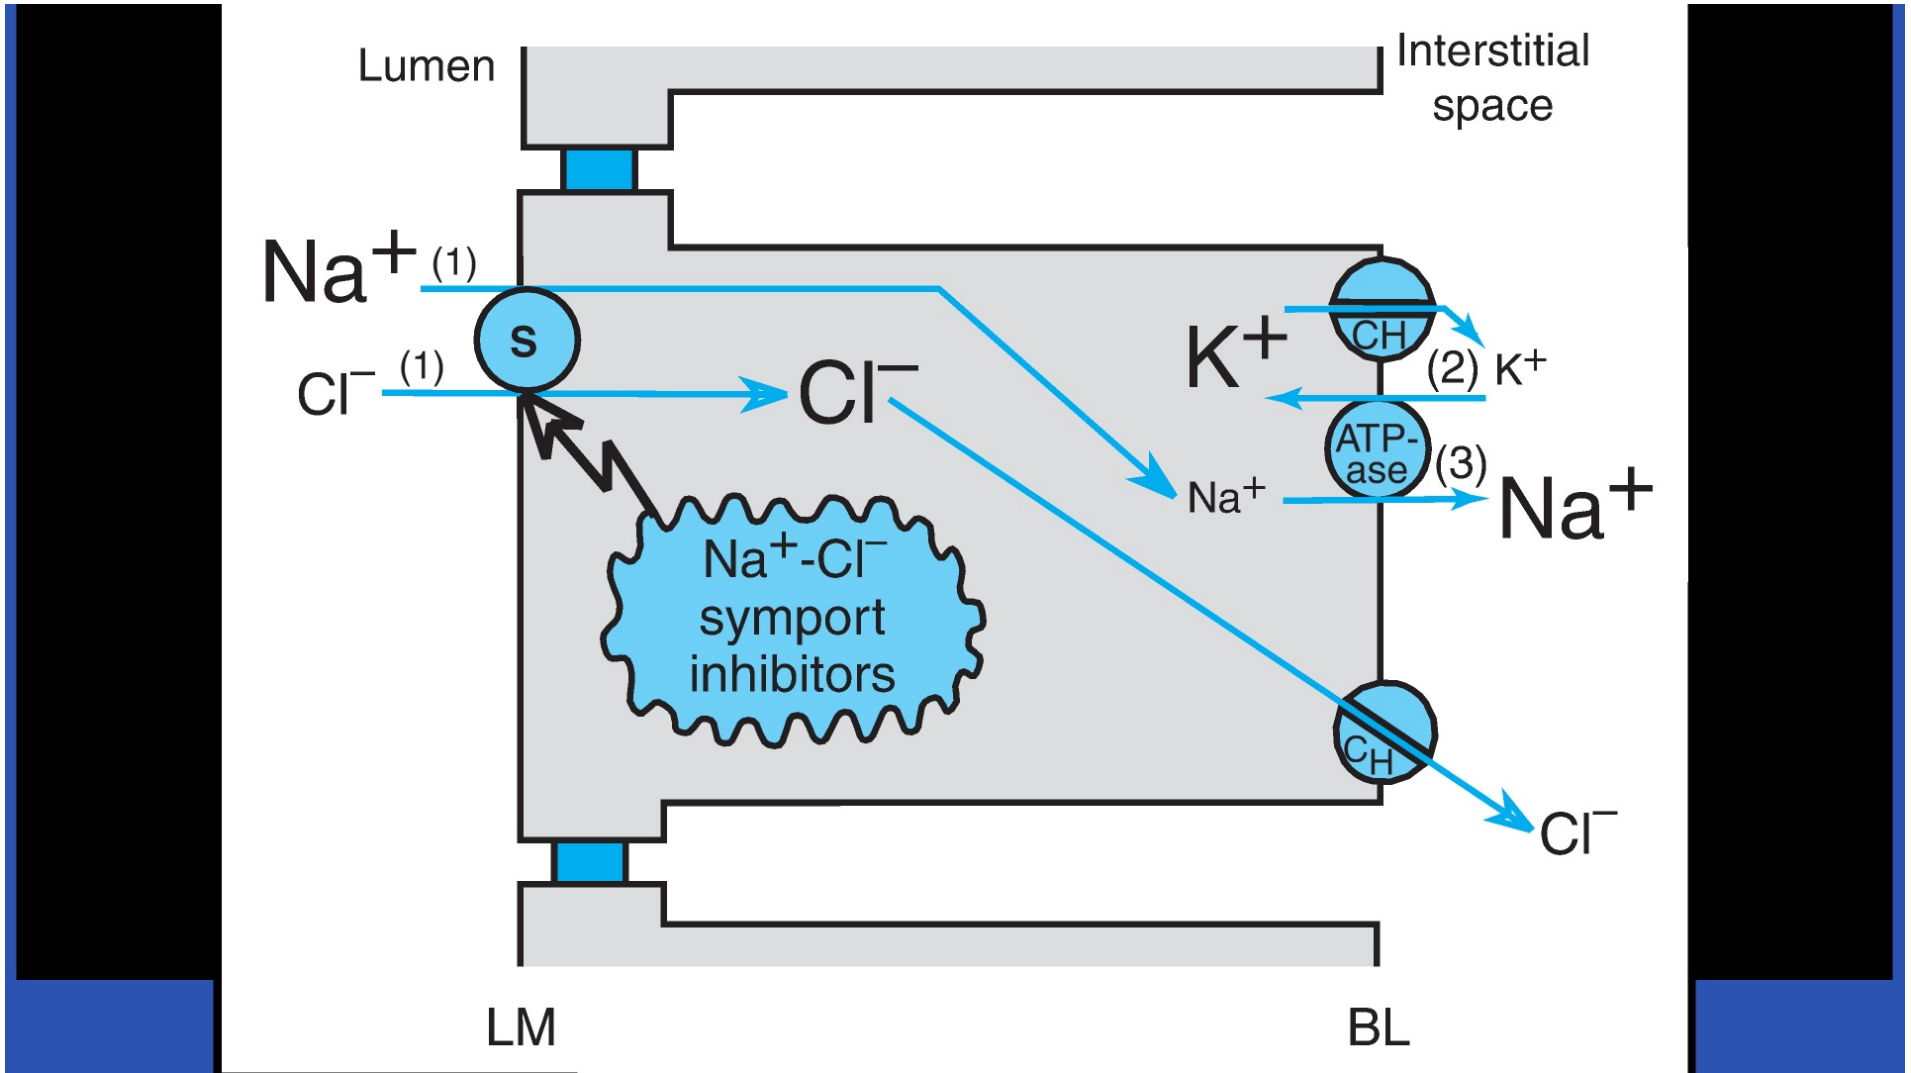 Lumen
Interstitial
space
Na⁺ (1)
S
Cl⁻ (1)
Cl⁻
K⁺
CH
(2) K⁺
ATP-
ase
(3)
Na⁺
Na⁺
Na⁺-Cl⁻
symport
inhibitors
CH
Cl⁻
LM
BL